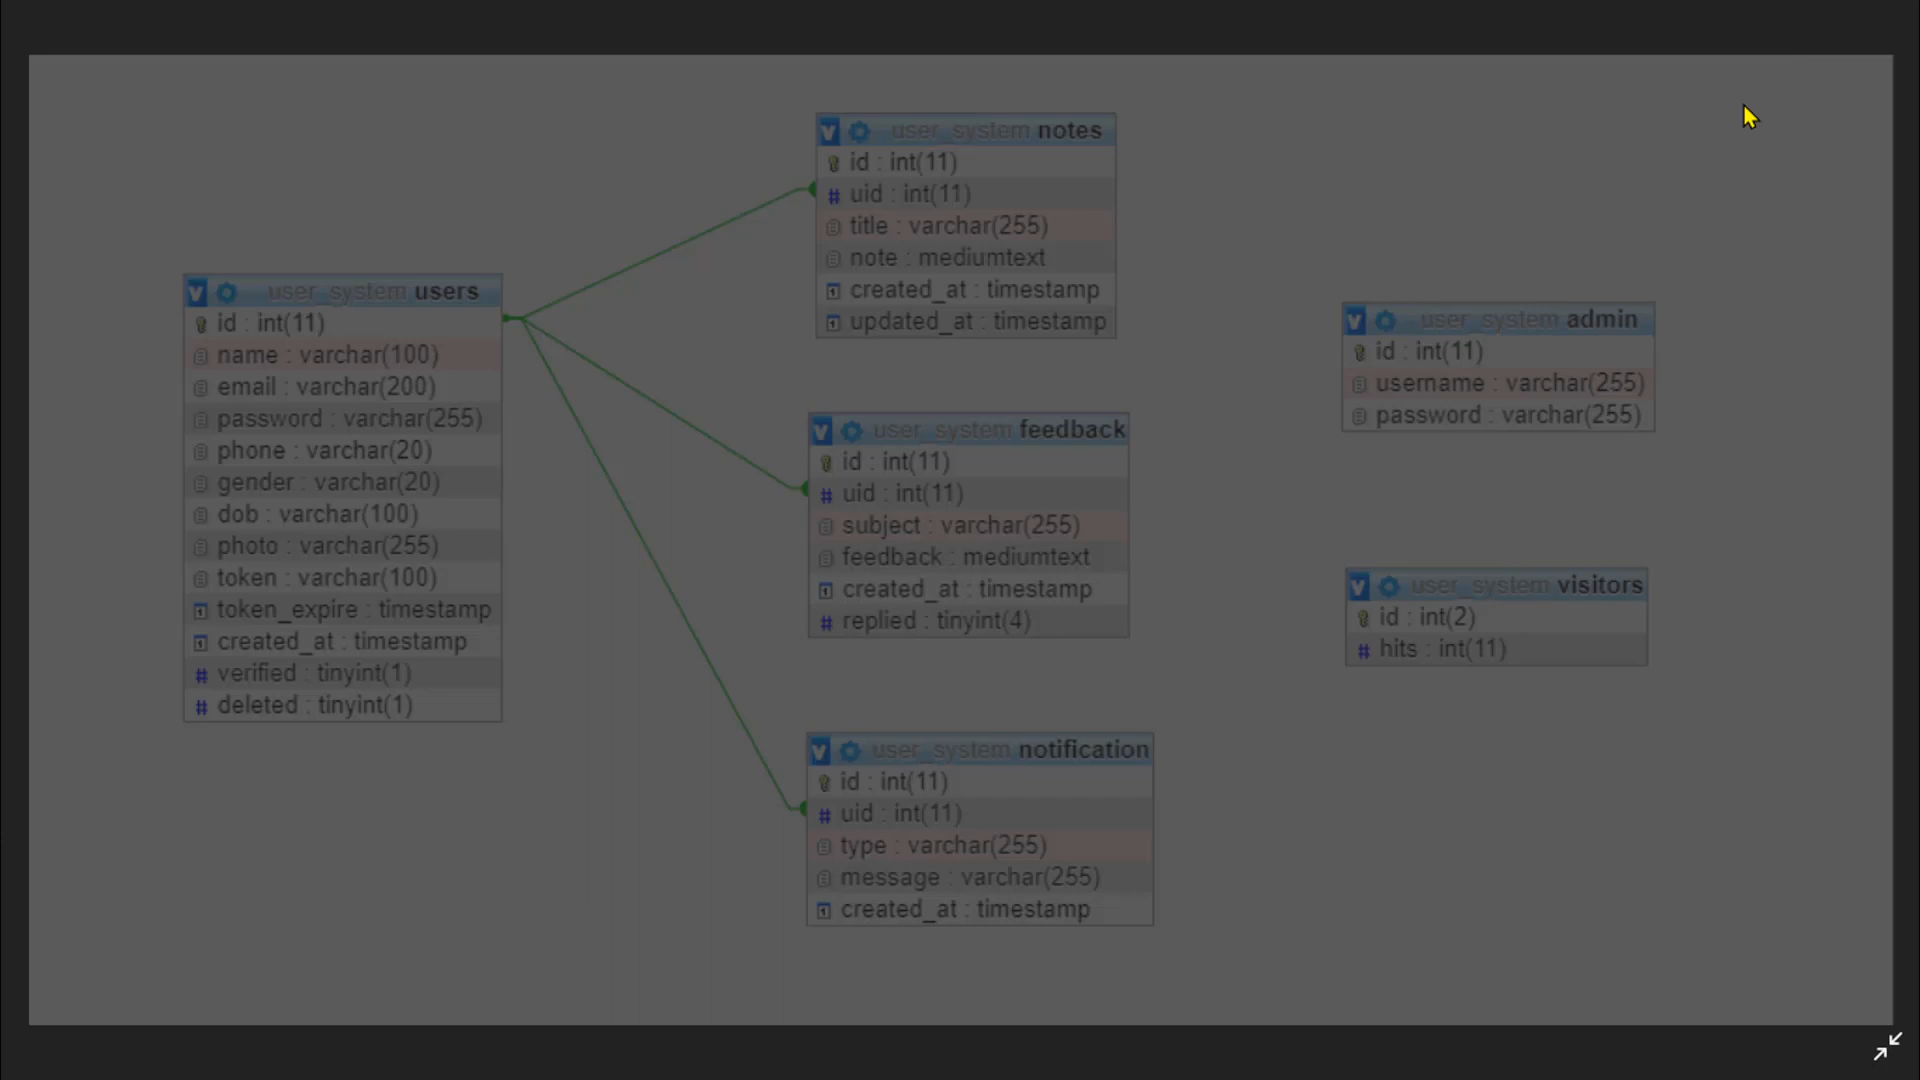 user_system users
id : int(11)
name : varchar(100)
email : varchar(200)
password : varchar(255)
phone : varchar(20)
gender : varchar(20)
dob : varchar(100)
photo : varchar(255)
token : varchar(100)
token_expire : timestamp
created_at : timestamp
verified : tinyint(1)
deleted : tinyint(1)
user_system notes
id : int(11)
uid : int(11)
title : varchar(255)
note : mediumtext
created_at : timestamp
updated_at : timestamp
user_system feedback
id : int(11)
uid : int(11)
subject : varchar(255)
feedback : mediumtext
created_at : timestamp
replied : tinyint(4)
user_system notification
id : int(11)
uid : int(11)
type : varchar(255)
message : varchar(255)
created_at : timestamp
user_system admin
id : int(11)
username : varchar(255)
password : varchar(255)
user_system visitors
id : int(2)
hits : int(11)